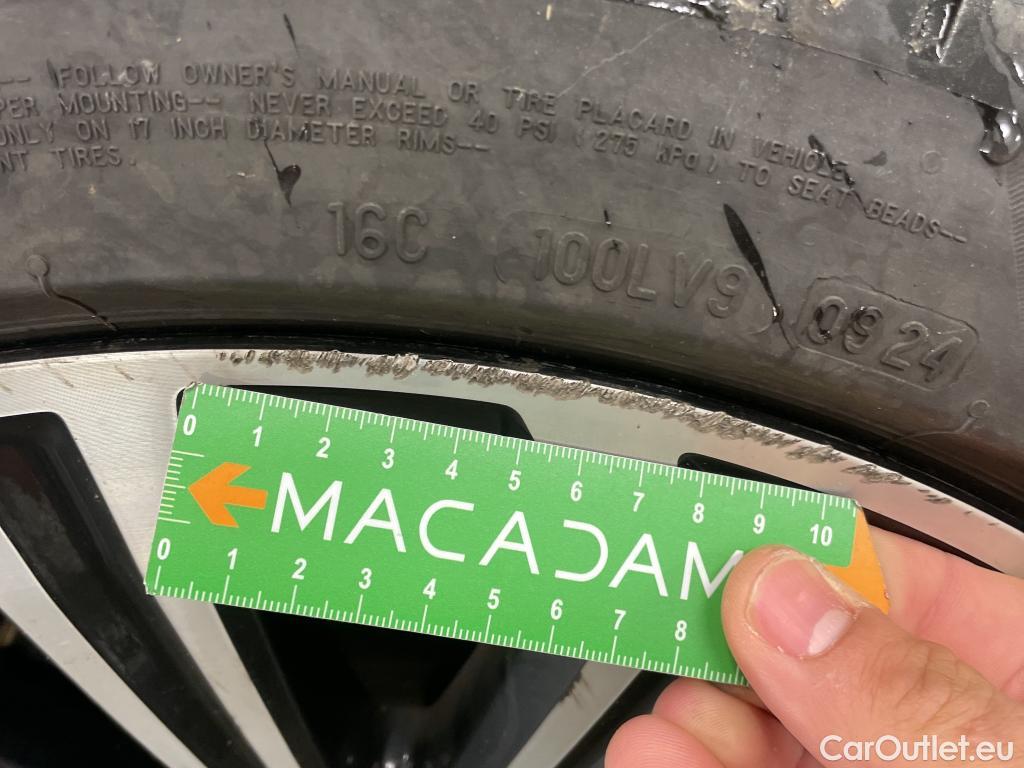 -- FOLLOW OWNER'S MANUAL OR TIRE PLACARD IN VEHICLE.
PER MOUNTING-- NEVER EXCEED 40 PSI (275 KPa) TO SEAT BEADS--
ONLY ON 17 INCH DIAMETER RIMS--
NT TIRES.
16C 100LV9 0924
0 1 2 3 4 5 6 7 8 9 10
MACADAM
0 1 2 3 4 5 6 7 8
CarOutlet.eu